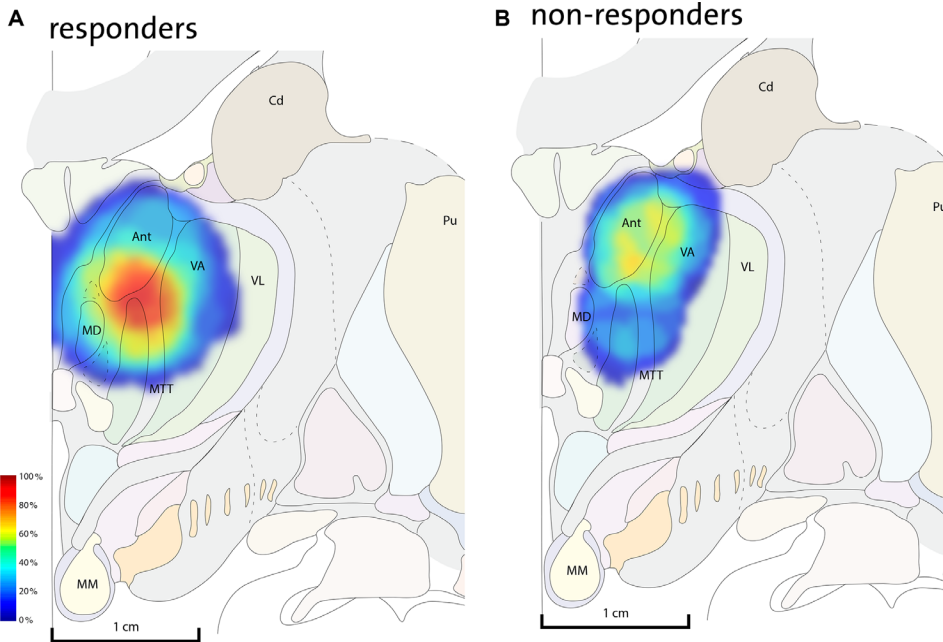 A
responders
Cd
Ant
VA
VL
Pu
MD
MTT
100%
80%
60%
40%
20%
0%
MM
1 cm
B
non-responders
Cd
Ant
VA
VL
MD
MTT
MM
1 cm